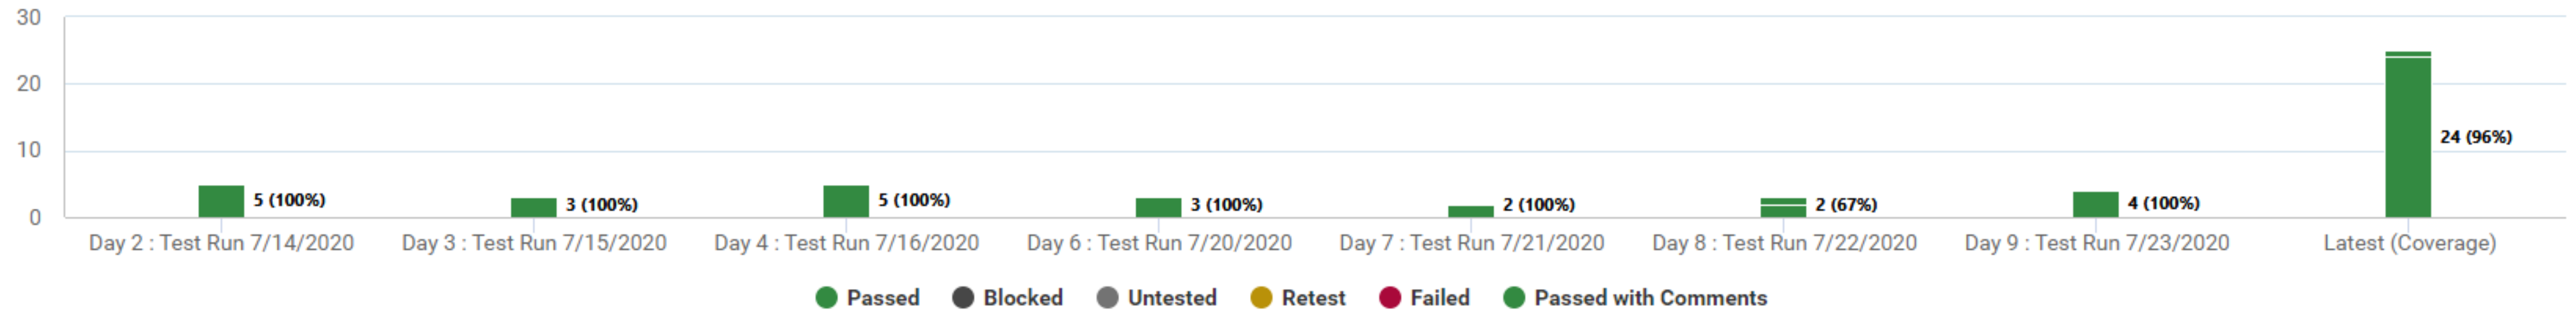 30
20
10
0
5 (100%)
3 (100%)
5 (100%)
3 (100%)
2 (100%)
2 (67%)
4 (100%)
24 (96%)
Day 2 : Test Run 7/14/2020
Day 3 : Test Run 7/15/2020
Day 4 : Test Run 7/16/2020
Day 6 : Test Run 7/20/2020
Day 7 : Test Run 7/21/2020
Day 8 : Test Run 7/22/2020
Day 9 : Test Run 7/23/2020
Latest (Coverage)
Passed
Blocked
Untested
Retest
Failed
Passed with Comments